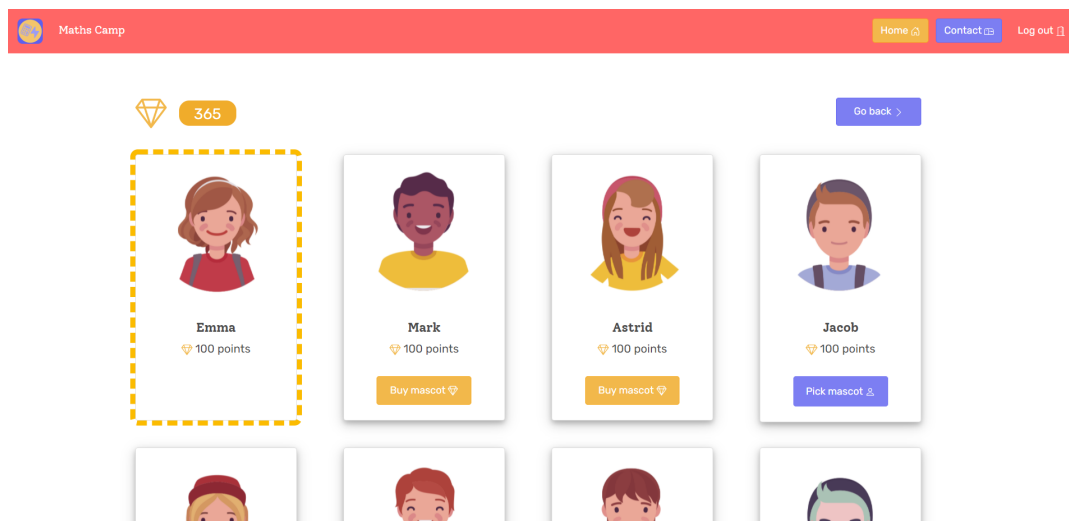 Maths Camp
Home
Contact
Log out
365
Go back
Emma
100 points
Mark
100 points
Buy mascot
Astrid
100 points
Buy mascot
Jacob
100 points
Pick mascot